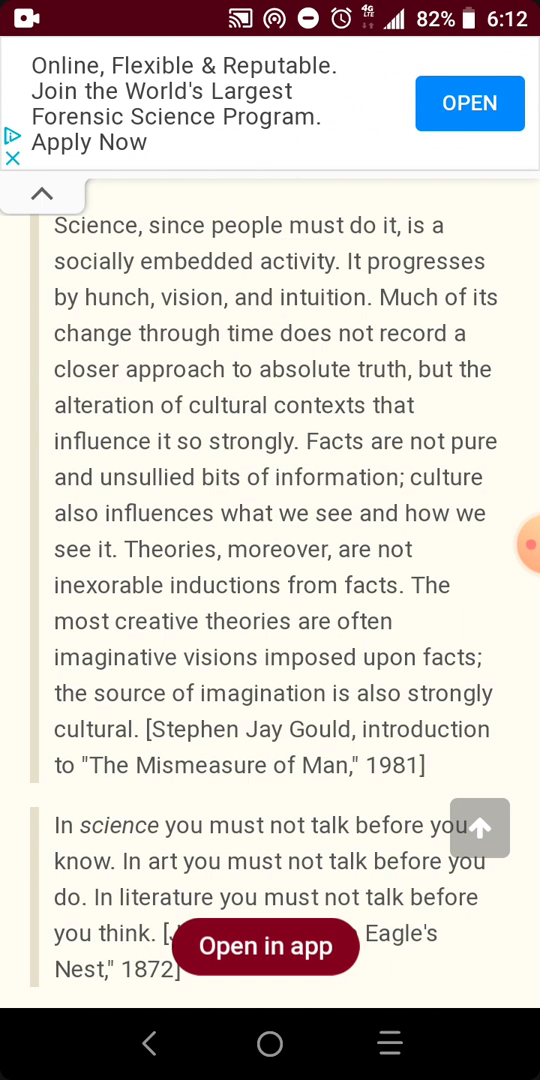 82% 6:12
Online, Flexible & Reputable.
Join the World's Largest
Forensic Science Program.
Apply Now
OPEN
Science, since people must do it, is a
socially embedded activity. It progresses
by hunch, vision, and intuition. Much of its
change through time does not record a
closer approach to absolute truth, but the
alteration of cultural contexts that
influence it so strongly. Facts are not pure
and unsullied bits of information; culture
also influences what we see and how we
see it. Theories, moreover, are not
inexorable inductions from facts. The
most creative theories are often
imaginative visions imposed upon facts;
the source of imagination is also strongly
cultural. [Stephen Jay Gould, introduction
to "The Mismeasure of Man," 1981]
In science you must not talk before you
know. In art you must not talk before you
do. In literature you must not talk before
you think. [ Eagle's
Nest," 1872]
Open in app